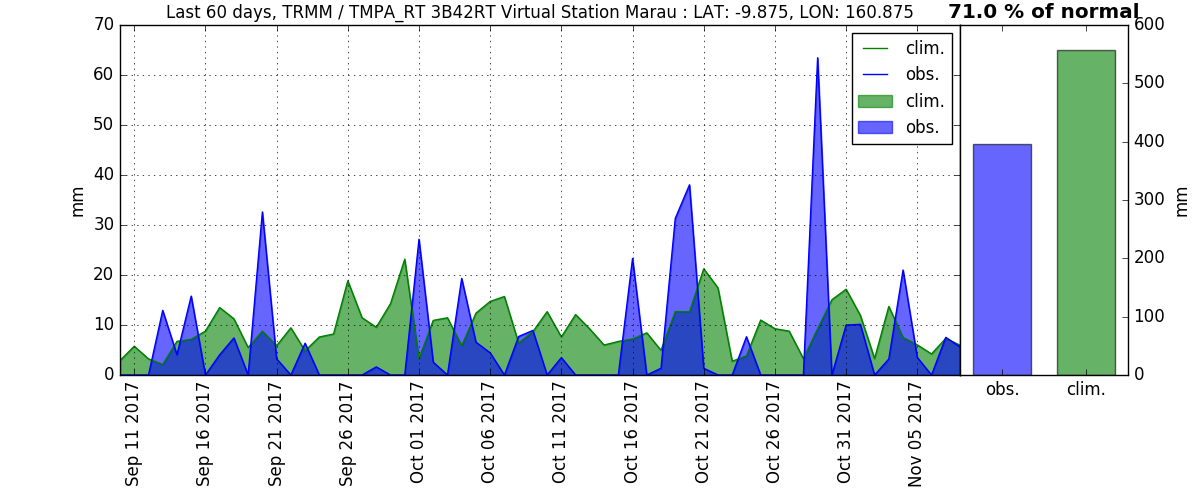 Last 60 days, TRMM / TMPA_RT 3B42RT Virtual Station Marau : LAT: -9.875, LON: 160.875
71.0 % of normal
mm
70
60
50
40
30
20
10
0
clim.
obs.
clim.
obs.
Sep 11 2017
Sep 16 2017
Sep 21 2017
Sep 26 2017
Oct 01 2017
Oct 06 2017
Oct 11 2017
Oct 16 2017
Oct 21 2017
Oct 26 2017
Oct 31 2017
Nov 05 2017
600
500
400
300
200
100
0
mm
obs.
clim.